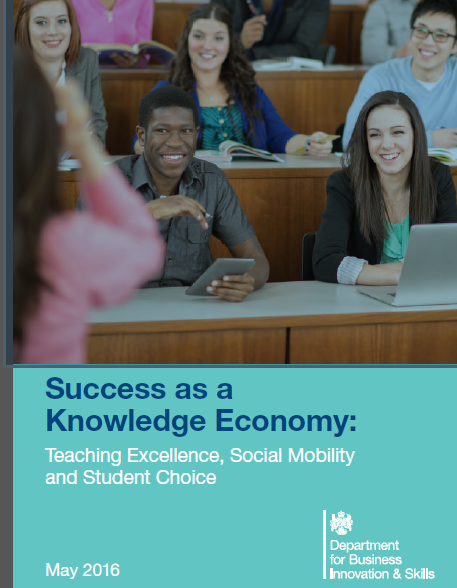 Success as a
Knowledge Economy:
Teaching Excellence, Social Mobility
and Student Choice
May 2016
Department
for Business
Innovation & Skills